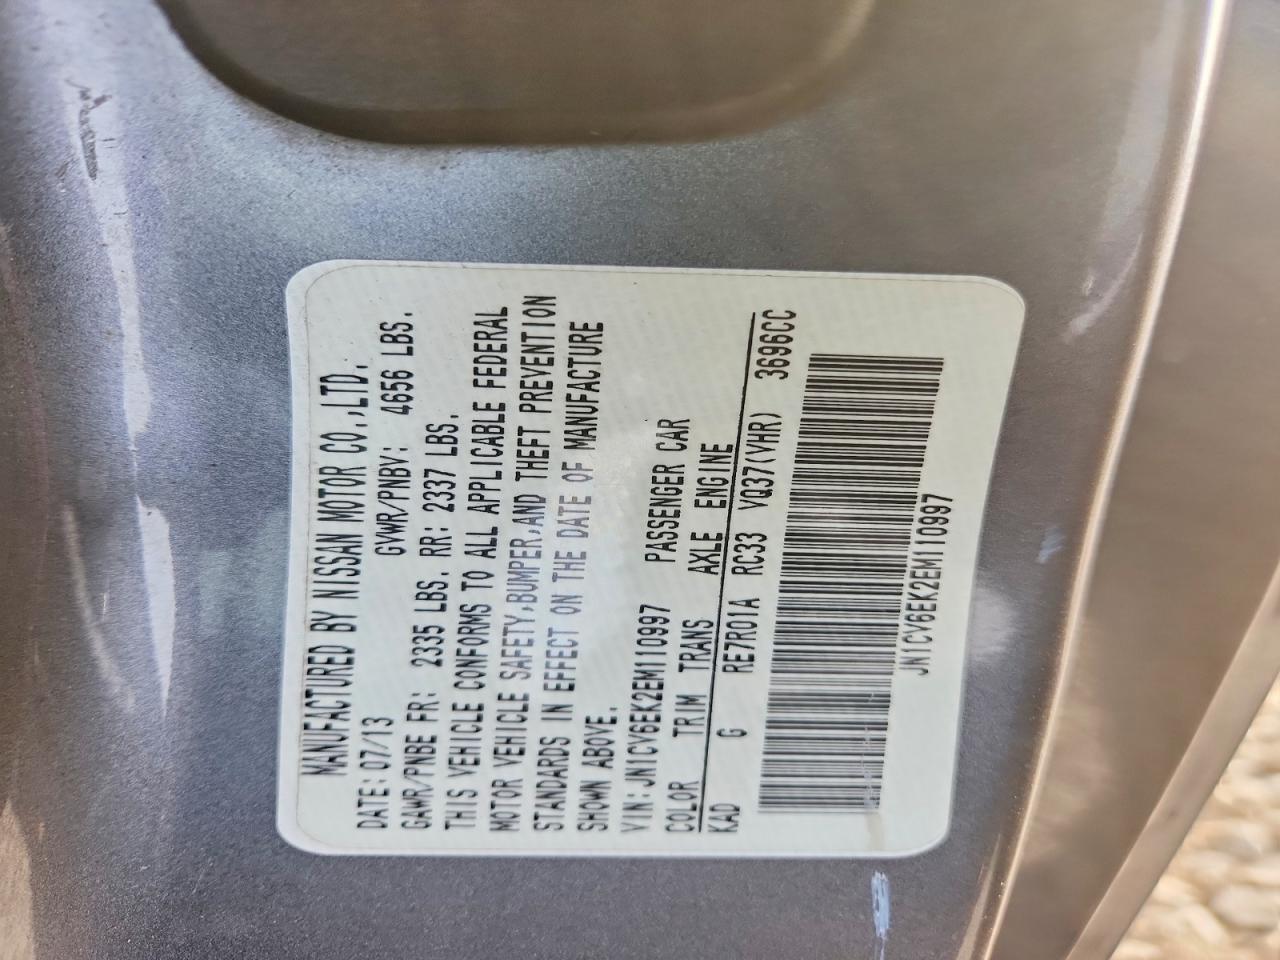 MANUFACTURED BY NISSAN MOTOR CO.,LTD.
DATE: 07/13 GVWR/PNBV: 4656 LBS.
GAWR/PNBE FR: 2335 LBS. RR: 2337 LBS.
THIS VEHICLE CONFORMS TO ALL APPLICABLE FEDERAL
MOTOR VEHICLE SAFETY,BUMPER,AND THEFT PREVENTION
STANDARDS IN EFFECT ON THE DATE OF MANUFACTURE
SHOWN ABOVE.
VIN: JN1CV6EK2EM110997 PASSENGER CAR
COLOR TRIM TRANS AXLE ENGINE
KAD G RE7R01A RC33 VQ37(VHR) 3696CC
JN1CV6EK2EM110997